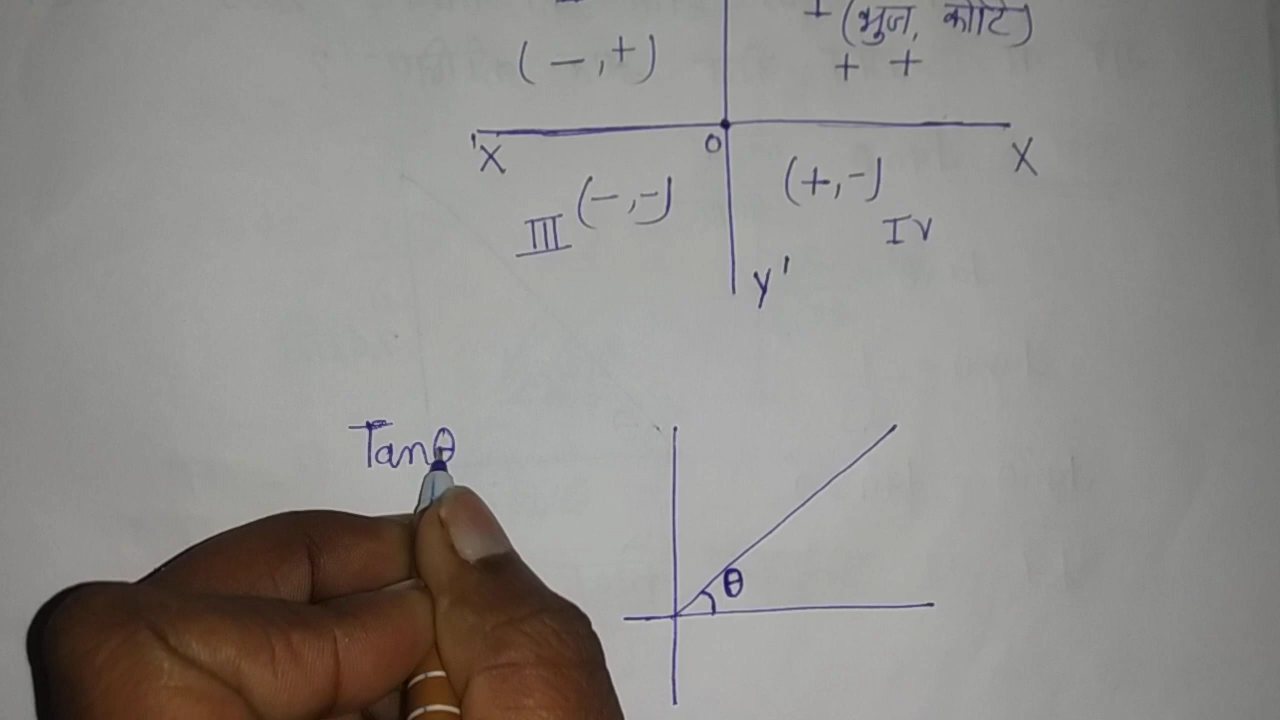 + (भुज, कोटि)
(-,+)
+ +
'X
O
X
(-,-)
(+,-)
III
IV
Y'
Tanθ
θ